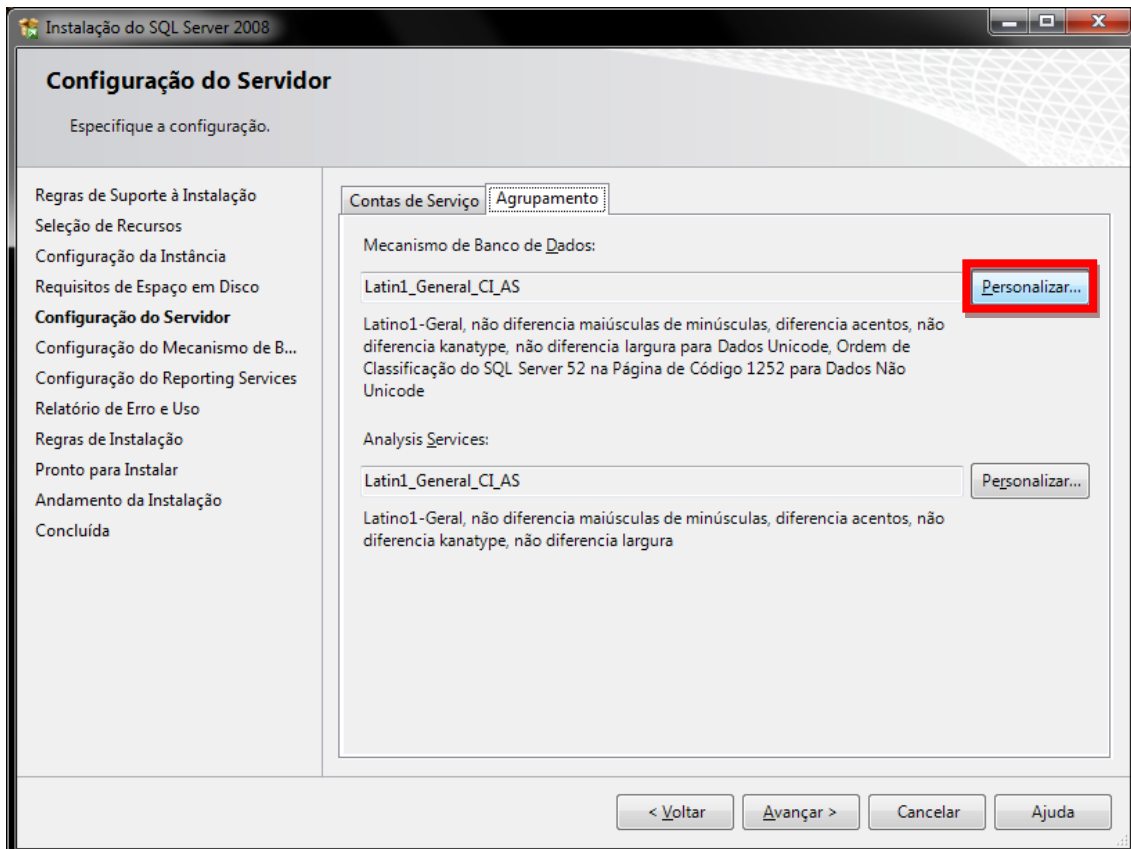 Instalação do SQL Server 2008
Configuração do Servidor
Especifique a configuração.
Regras de Suporte à Instalação
Seleção de Recursos
Configuração da Instância
Requisitos de Espaço em Disco
Configuração do Servidor
Configuração do Mecanismo de B...
Configuração do Reporting Services
Relatório de Erro e Uso
Regras de Instalação
Pronto para Instalar
Andamento da Instalação
Concluída
Contas de Serviço Agrupamento
Mecanismo de Banco de Dados:
Latin1_General_CI_AS Personalizar...
Latino1-Geral, não diferencia maiúsculas de minúsculas, diferencia acentos, não
diferencia kanatype, não diferencia largura para Dados Unicode, Ordem de
Classificação do SQL Server 52 na Página de Código 1252 para Dados Não
Unicode
Analysis Services:
Latin1_General_CI_AS Personalizar...
Latino1-Geral, não diferencia maiúsculas de minúsculas, diferencia acentos, não
diferencia kanatype, não diferencia largura
< Voltar Avançar > Cancelar Ajuda